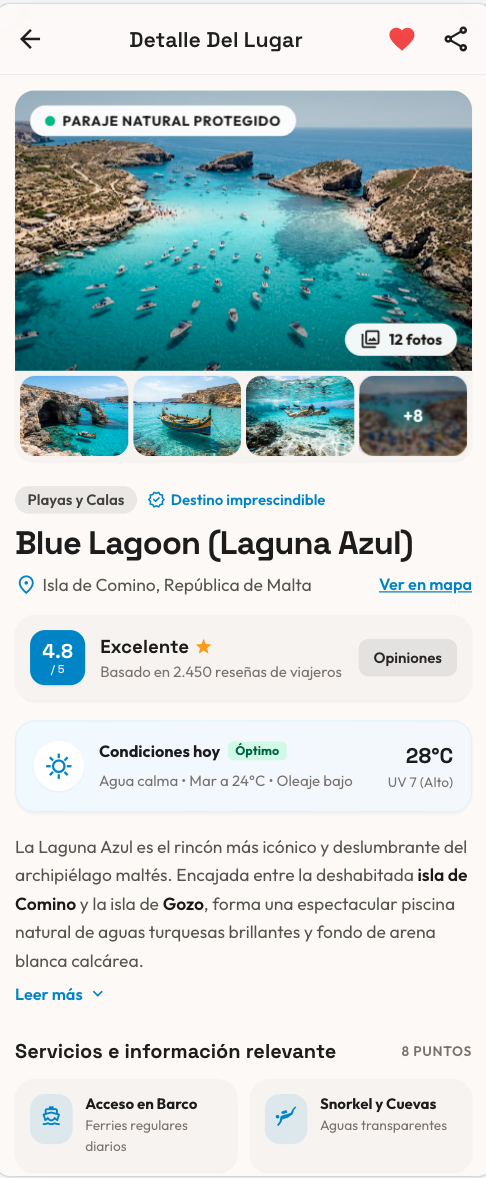 Detalle Del Lugar
PARAJE NATURAL PROTEGIDO
12 fotos
+8
Playas y Calas
Destino imprescindible
Blue Lagoon (Laguna Azul)
Isla de Comino, República de Malta
Ver en mapa
4.8
/ 5
Excelente
Basado en 2.450 reseñas de viajeros
Opiniones
Condiciones hoy
Óptimo
Agua calma • Mar a 24°C • Oleaje bajo
28°C
UV 7 (Alto)
La Laguna Azul es el rincón más icónico y deslumbrante del
archipiélago maltés. Encajada entre la deshabitada isla de
Comino y la isla de Gozo, forma una espectacular piscina
natural de aguas turquesas brillantes y fondo de arena
blanca calcárea.
Leer más
Servicios e información relevante
8 PUNTOS
Acceso en Barco
Ferries regulares
diarios
Snorkel y Cuevas
Aguas transparentes